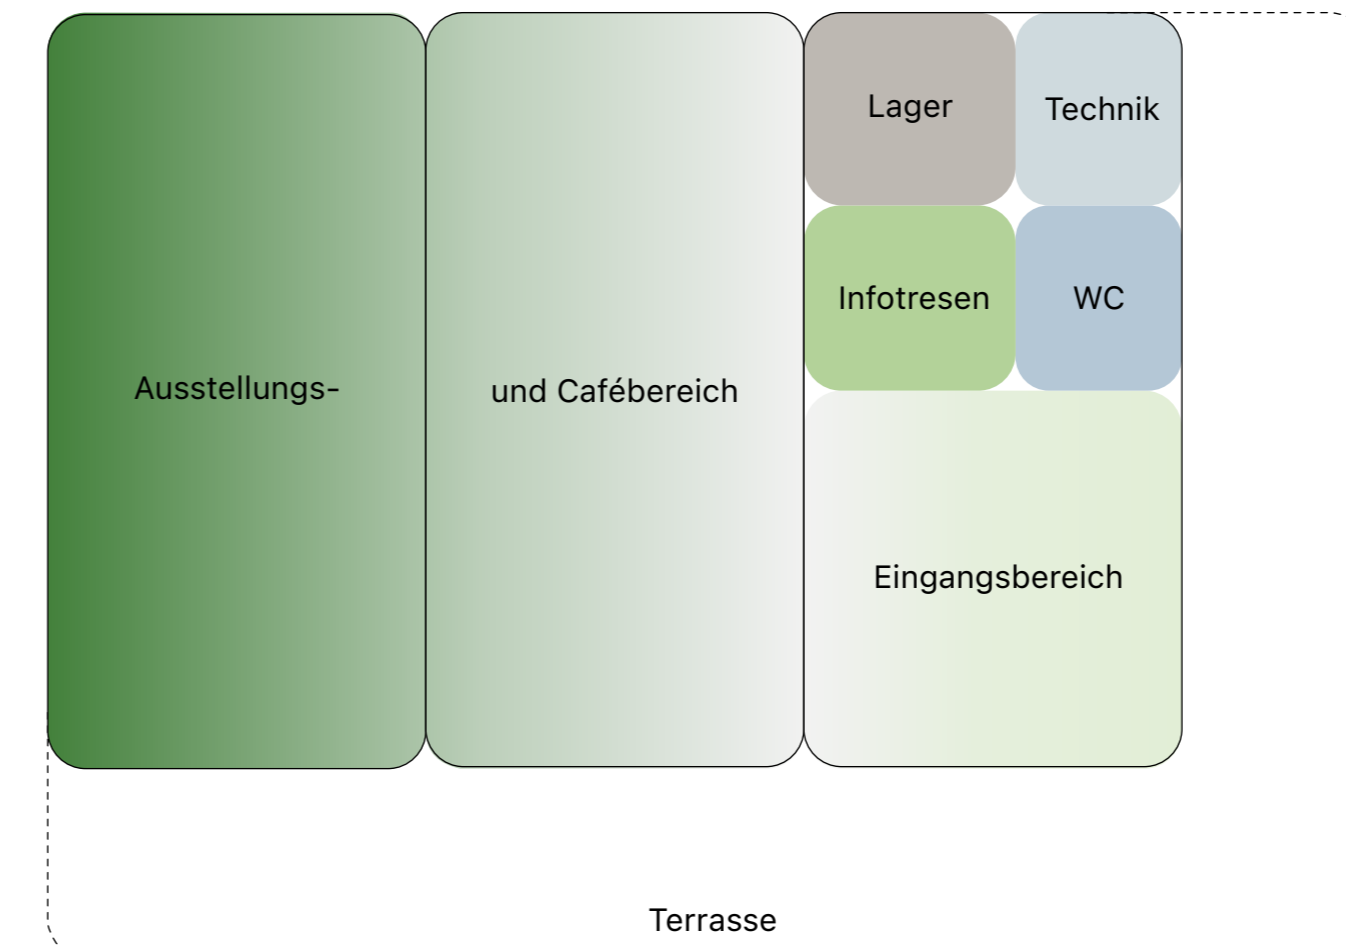 Lager
Technik
Infotresen
WC
Ausstellungs-
und Cafébereich
Eingangsbereich
Terrasse